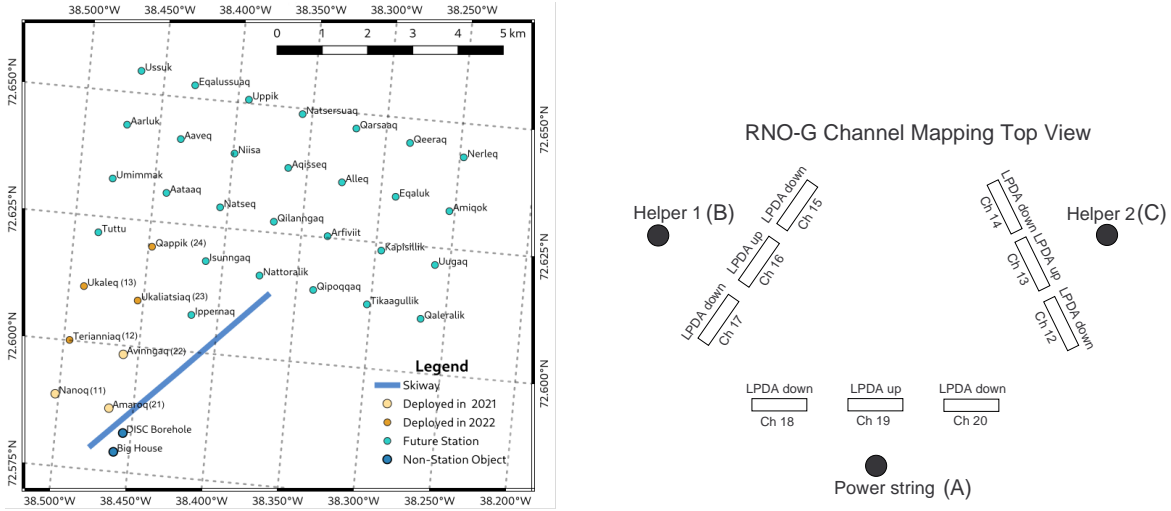 38.500°W
38.450°W
38.400°W
38.350°W
38.300°W
38.250°W
0
1
2
3
4
5 km
72.650°N
72.625°N
72.600°N
72.575°N
Ussuk
Eqalussuaq
Uppik
Natsersuaq
Qarsaaq
Qeeraq
Nerleq
Aarluk
Aaveq
Niisa
Aqisseq
Alleq
Eqaluk
Amiqok
Umimmak
Aataaq
Natseq
Qilanngaq
Arfiviit
Kapisillik
Uugaq
Tuttu
Qappik (24)
Isunngaq
Nattoralik
Qipoqqaq
Tikaagullik
Qaleralik
Ukaleq (13)
Ukaliatsiaq (23)
Ippernaq
Terianniaq (12)
Avinngaq (22)
Nanoq (11)
Amaroq (21)
DISC Borehole
Big House
Legend
Skiway
Deployed in 2021
Deployed in 2022
Future Station
Non-Station Object
72.650°N
72.625°N
72.600°N
38.500°W
38.450°W
38.400°W
38.350°W
38.300°W
38.250°W
38.200°W
RNO-G Channel Mapping Top View
Helper 1 (B)
Helper 2 (C)
LPDA down
Ch 15
LPDA up
Ch 16
LPDA down
Ch 17
LPDA down
Ch 14
LPDA up
Ch 13
LPDA down
Ch 12
LPDA down
Ch 18
LPDA up
Ch 19
LPDA down
Ch 20
Power string (A)